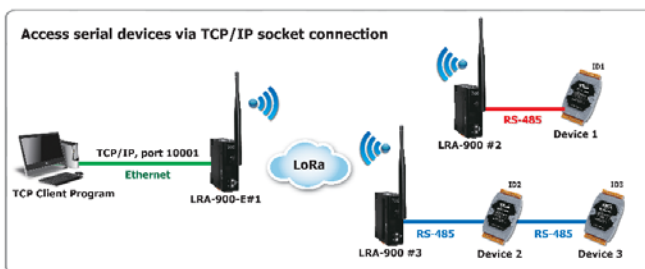 Access serial devices via TCP/IP socket connection
ID1
RS-485
Device 1
LRA-900 #2
TCP/IP, port 10001
Ethernet
TCP Client Program
LRA-900-E#1
LoRa
ID2
ID3
RS-485
RS-485
LRA-900 #3
Device 2
Device 3